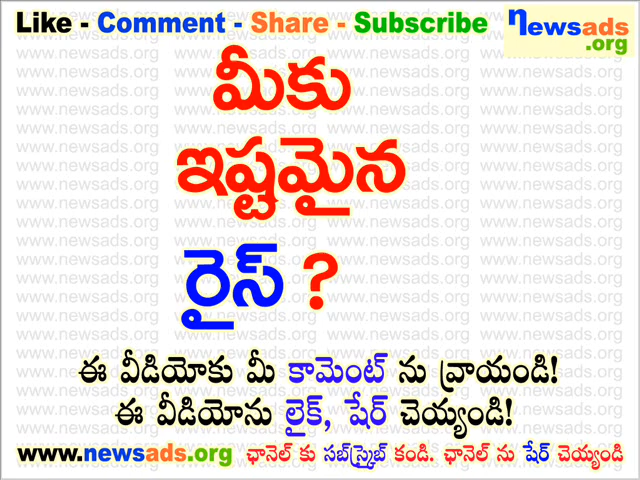 Like - Comment - Share - Subscribe
newsads
.org
మీకు
ఇష్టమైన
రైస్ ?
ఈ వీడియోకు మీ కామెంట్ ను వ్రాయండి!
ఈ వీడియోను లైక్, షేర్ చెయ్యండి!
www.newsads.org ఛానెల్ కు సబ్‌స్క్రైబ్ కండి. ఛానెల్ ను షేర్ చెయ్యండి